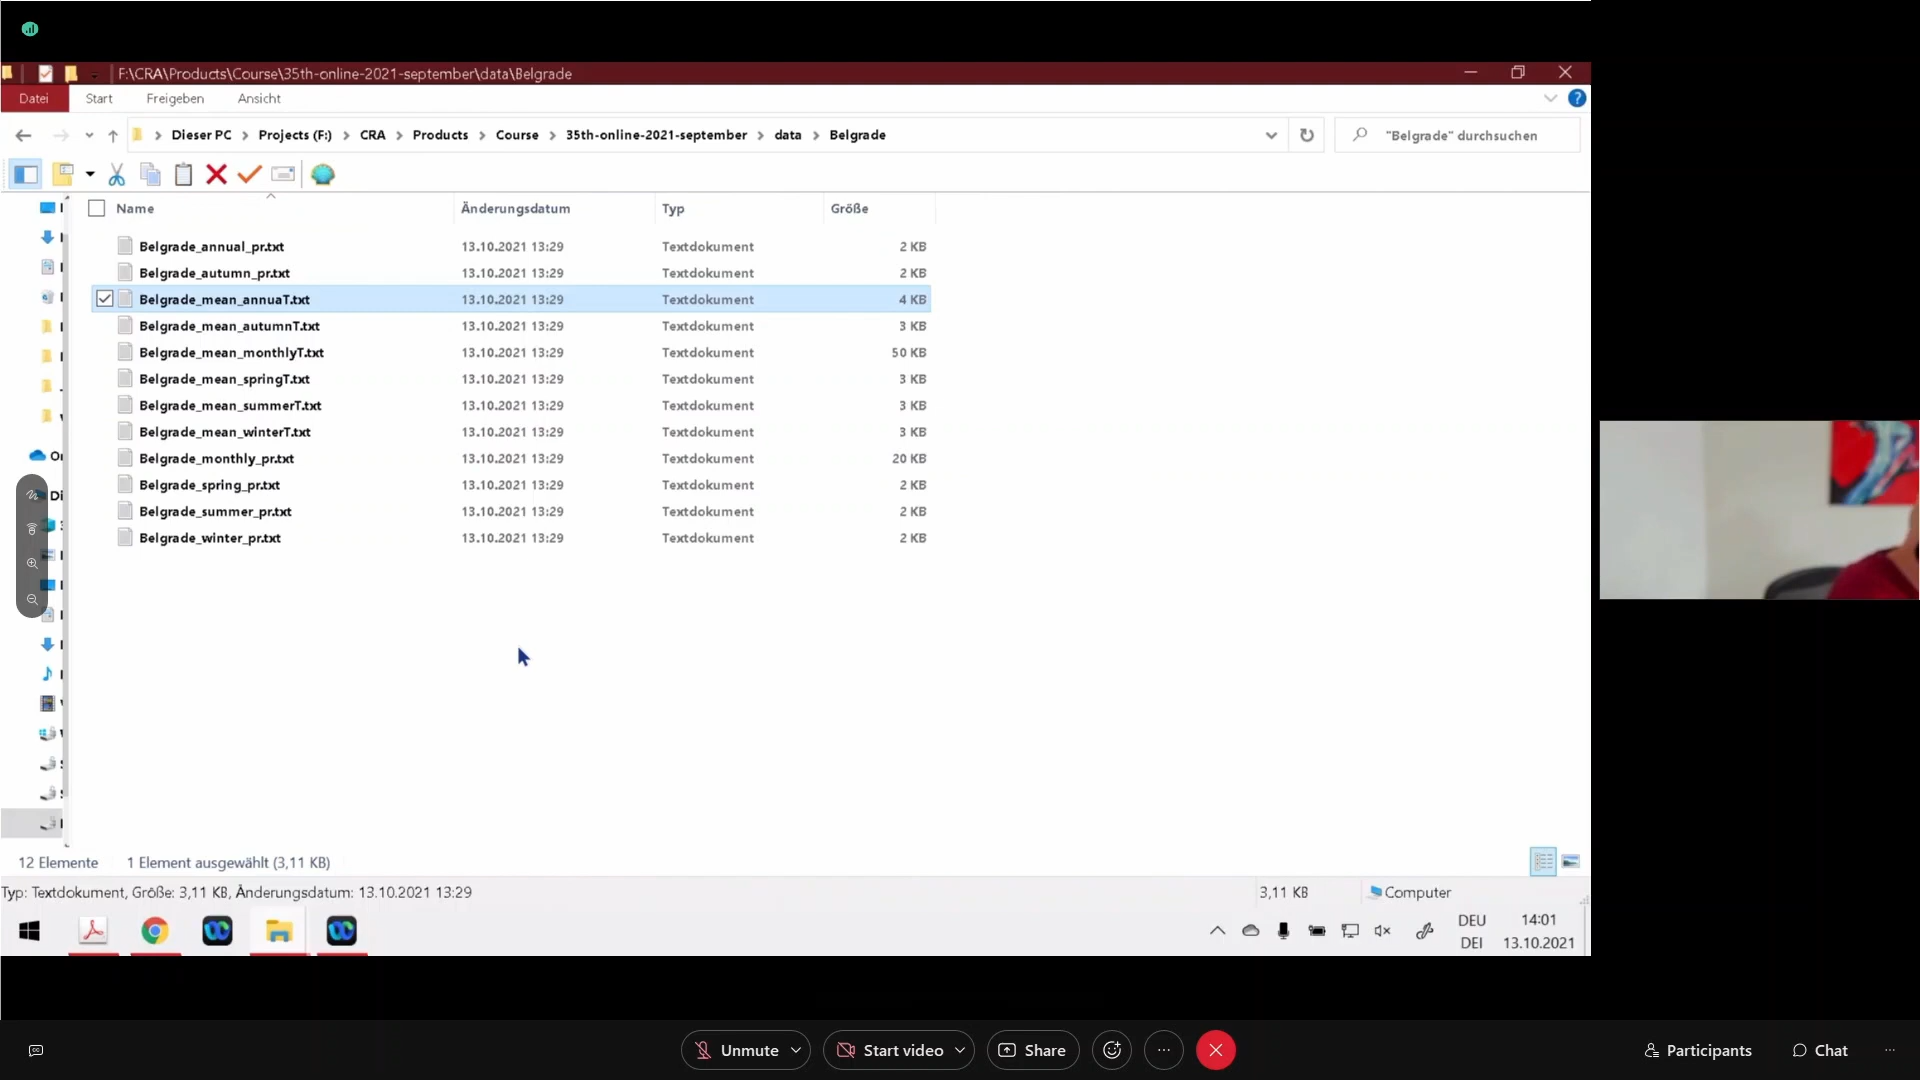 F:\CRA\Products\Course\35th-online-2021-september\data\Belgrade
Datei Start Freigeben Ansicht
Dieser PC Projects (F:) CRA Products Course 35th-online-2021-september data Belgrade "Belgrade" durchsuchen
Name Änderungsdatum Typ Größe
Belgrade_annual_pr.txt 13.10.2021 13:29 Textdokument 2 KB
Belgrade_autumn_pr.txt 13.10.2021 13:29 Textdokument 2 KB
Belgrade_mean_annuaT.txt 13.10.2021 13:29 Textdokument 4 KB
Belgrade_mean_autumnT.txt 13.10.2021 13:29 Textdokument 3 KB
Belgrade_mean_monthlyT.txt 13.10.2021 13:29 Textdokument 50 KB
Belgrade_mean_springT.txt 13.10.2021 13:29 Textdokument 3 KB
Belgrade_mean_summerT.txt 13.10.2021 13:29 Textdokument 3 KB
Belgrade_mean_winterT.txt 13.10.2021 13:29 Textdokument 3 KB
Belgrade_monthly_pr.txt 13.10.2021 13:29 Textdokument 20 KB
Belgrade_spring_pr.txt 13.10.2021 13:29 Textdokument 2 KB
Belgrade_summer_pr.txt 13.10.2021 13:29 Textdokument 2 KB
Belgrade_winter_pr.txt 13.10.2021 13:29 Textdokument 2 KB
12 Elemente 1 Element ausgewählt (3,11 KB)
Typ: Textdokument, Größe: 3,11 KB, Änderungsdatum: 13.10.2021 13:29 3,11 KB Computer
DEU 14:01
DEI 13.10.2021
Unmute Start video Share Participants Chat